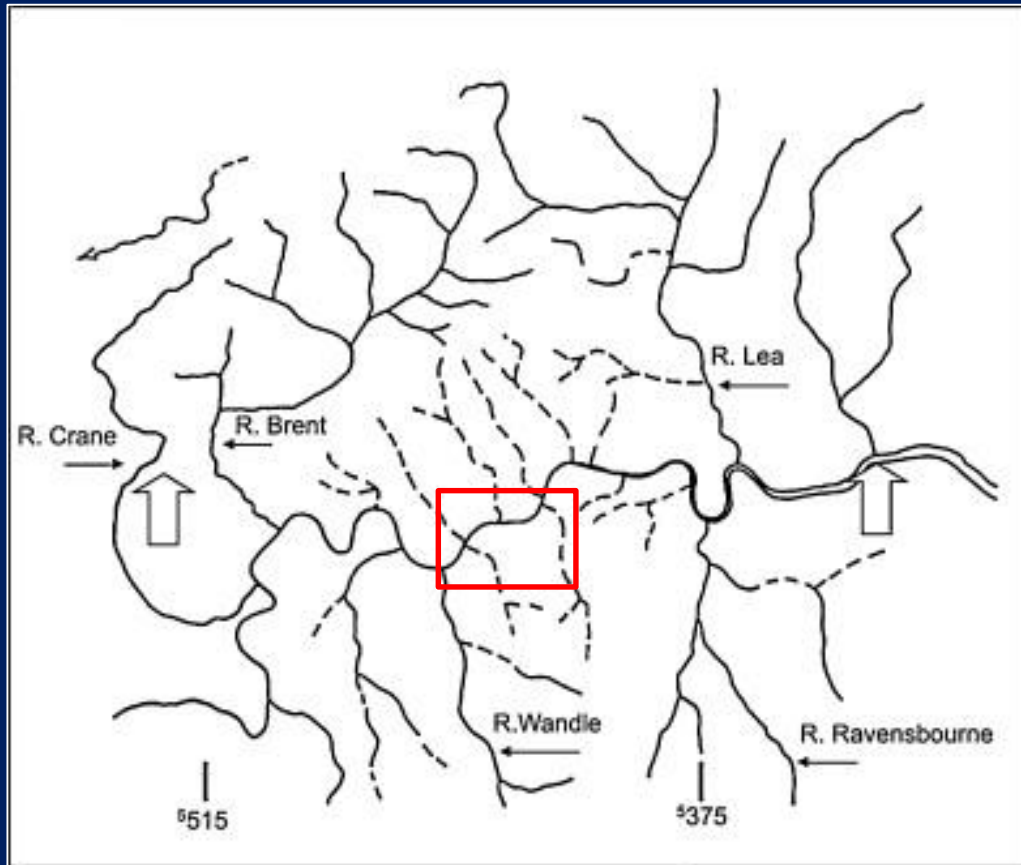 R. Lea
R. Brent
R. Crane
R.Wandle
R. Ravensbourne
⁵515
⁵375